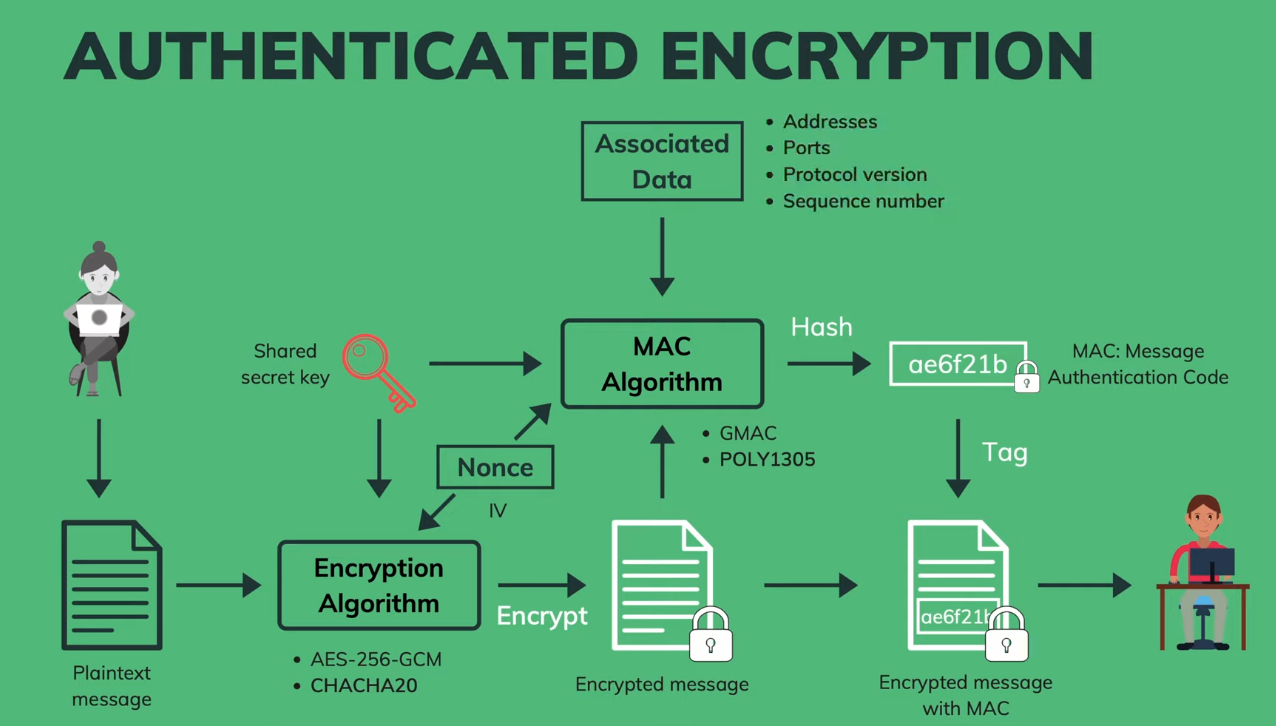 AUTHENTICATED ENCRYPTION
Associated
Data
• Addresses
• Ports
• Protocol version
• Sequence number
Shared
secret key
MAC
Algorithm
Hash
ae6f21b
MAC: Message
Authentication Code
• GMAC
• POLY1305
Nonce
IV
Tag
Encryption
Algorithm
Encrypt
ae6f21b
• AES-256-GCM
• CHACHA20
Plaintext
message
Encrypted message
Encrypted message
with MAC